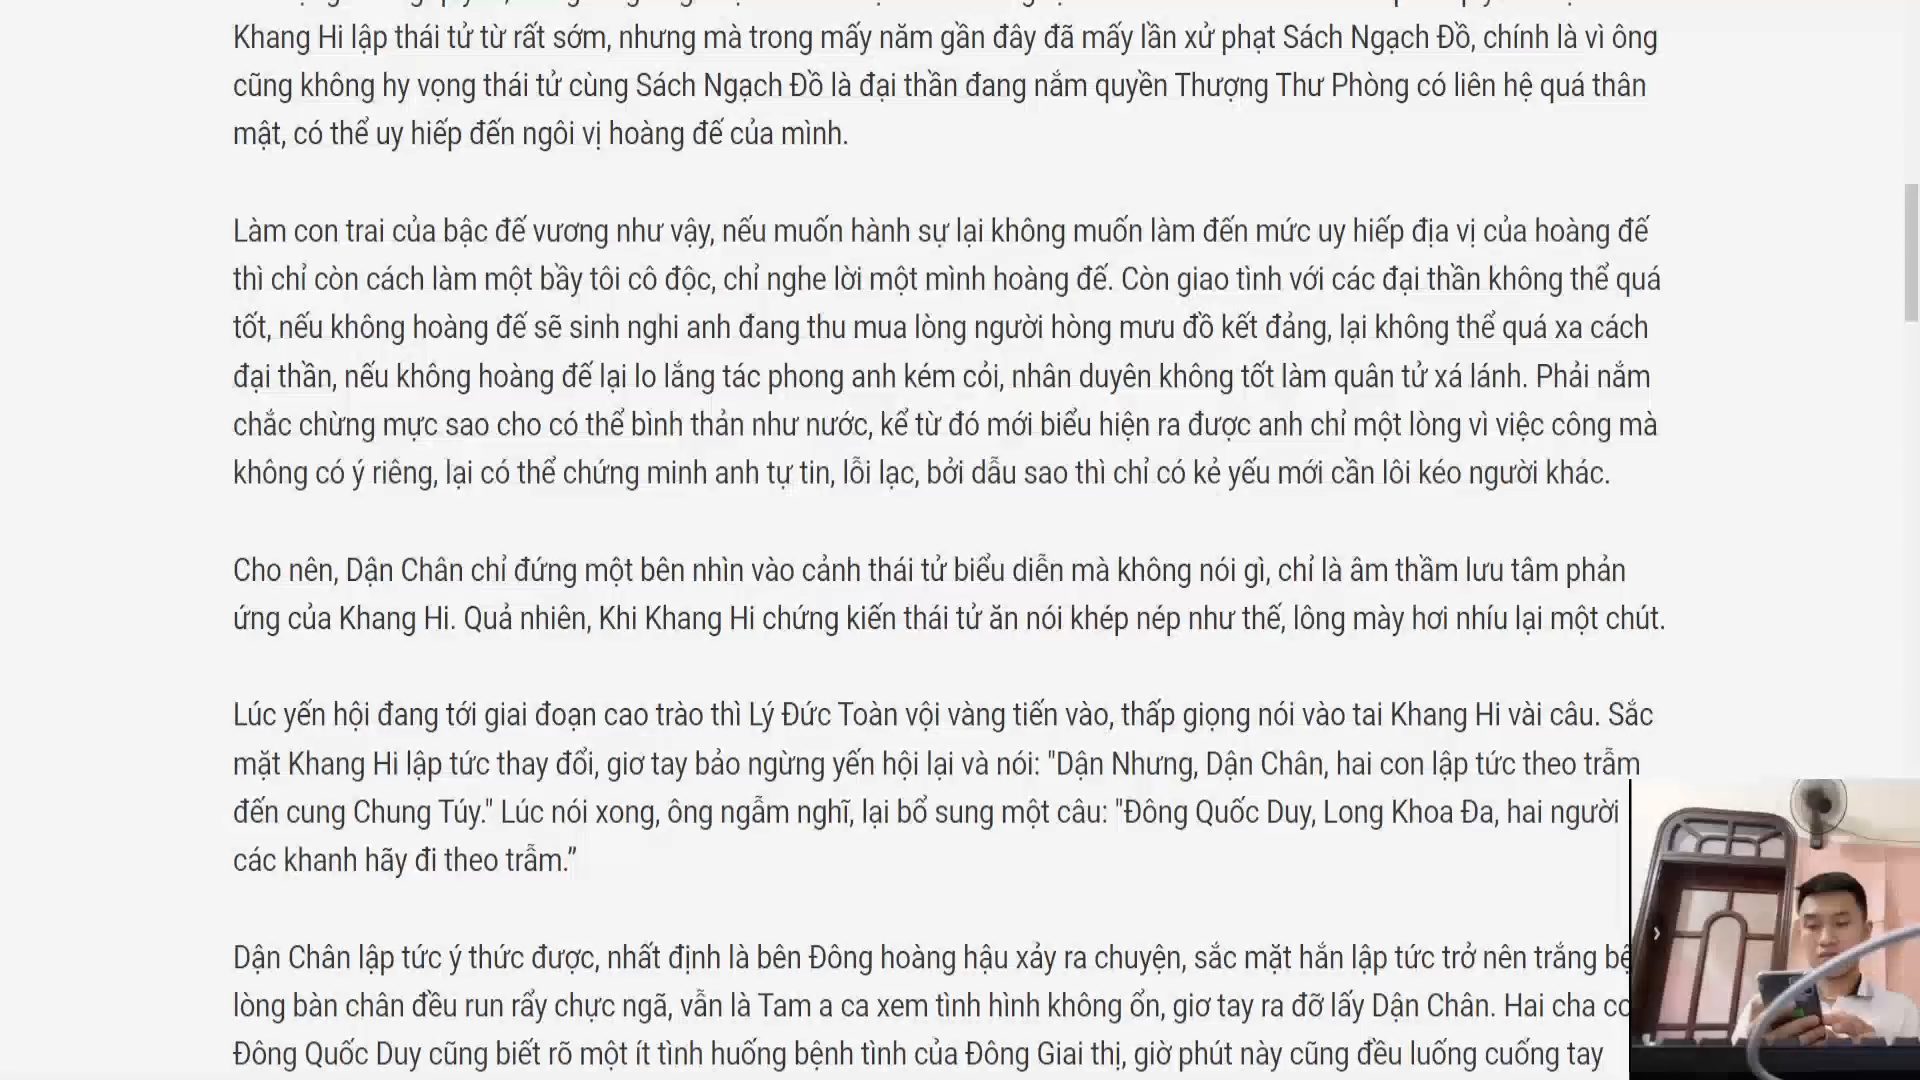 Khang Hi lập thái tử từ rất sớm, nhưng mà trong mấy năm gần đây đã mấy lần xử phạt Sách Ngạch Đồ, chính là vì ông
cũng không hy vọng thái tử cùng Sách Ngạch Đồ là đại thần đang nắm quyền Thượng Thư Phòng có liên hệ quá thân
mật, có thể uy hiếp đến ngôi vị hoàng đế của mình.
Làm con trai của bậc đế vương như vậy, nếu muốn hành sự lại không muốn làm đến mức uy hiếp địa vị của hoàng đế
thì chỉ còn cách làm một bầy tôi cô độc, chỉ nghe lời một mình hoàng đế. Còn giao tình với các đại thần không thể quá
tốt, nếu không hoàng đế sẽ sinh nghi anh đang thu mua lòng người hòng mưu đồ kết đảng, lại không thể quá xa cách
đại thần, nếu không hoàng đế lại lo lắng tác phong anh kém cỏi, nhân duyên không tốt làm quân tử xá lánh. Phải nắm
chắc chừng mực sao cho có thể bình thản như nước, kể từ đó mới biểu hiện ra được anh chỉ một lòng vì việc công mà
không có ý riêng, lại có thể chứng minh anh tự tin, lỗi lạc, bởi dẫu sao thì chỉ có kẻ yếu mới cần lôi kéo người khác.
Cho nên, Dận Chân chỉ đứng một bên nhìn vào cảnh thái tử biểu diễn mà không nói gì, chỉ là âm thầm lưu tâm phản
ứng của Khang Hi. Quả nhiên, Khi Khang Hi chứng kiến thái tử ăn nói khép nép như thế, lông mày hơi nhíu lại một chút.
Lúc yến hội đang tới giai đoạn cao trào thì Lý Đức Toàn vội vàng tiến vào, thấp giọng nói vào tai Khang Hi vài câu. Sắc
mặt Khang Hi lập tức thay đổi, giơ tay bảo ngừng yến hội lại và nói: "Dận Nhưng, Dận Chân, hai con lập tức theo trẫm
đến cung Chung Túy." Lúc nói xong, ông ngẫm nghĩ, lại bổ sung một câu: "Đông Quốc Duy, Long Khoa Đa, hai người
các khanh hãy đi theo trẫm.”
Dận Chân lập tức ý thức được, nhất định là bên Đông hoàng hậu xảy ra chuyện, sắc mặt hắn lập tức trở nên trắng
lòng bàn chân đều run rẩy chực ngã, vẫn là Tam a ca xem tình hình không ổn, giơ tay ra đỡ lấy Dận Chân. Hai cha
Đông Quốc Duy cũng biết rõ một ít tình huống bệnh tình của Đông Giai thị, giờ phút này cũng đều luống cuống tay